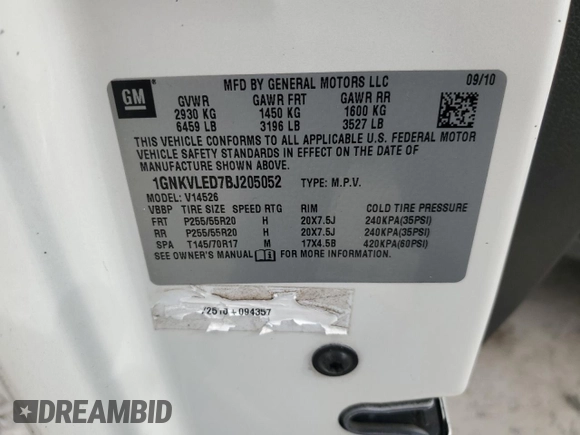 GM
MFD BY GENERAL MOTORS LLC 09/10
GVWR GAWR FRT GAWR RR
2930 KG 1450 KG 1600 KG
6459 LB 3196 LB 3527 LB
THIS VEHICLE CONFORMS TO ALL APPLICABLE U.S. FEDERAL MOTOR
VEHICLE SAFETY STANDARDS IN EFFECT ON THE DATE OF
MANUFACTURE SHOWN ABOVE.
1GNKVLED7BJ205052 TYPE: M.P.V.
MODEL: V14526
VBBP TIRE SIZE SPEED RTG RIM COLD TIRE PRESSURE
FRT P255/55R20 H 20X7.5J 240KPA(35PSI)
RR P255/55R20 H 20X7.5J 240KPA(35PSI)
SPA T145/70R17 M 17X4.5B 420KPA(60PSI)
SEE OWNER'S MANUAL FOR MORE INFORMATION
094357
DREAMBID